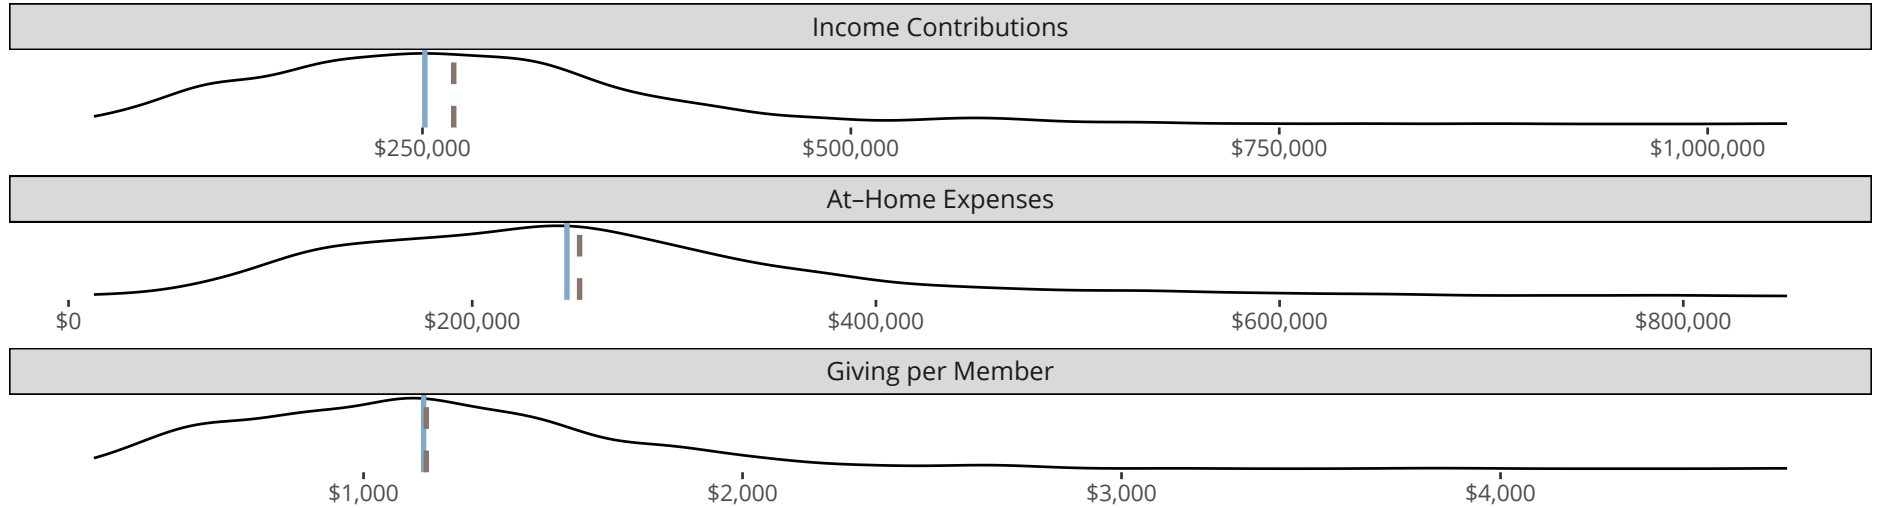 Income Contributions
$250,000 $500,000 $750,000 $1,000,000
At–Home Expenses
$0 $200,000 $400,000 $600,000 $800,000
Giving per Member
$1,000 $2,000 $3,000 $4,000